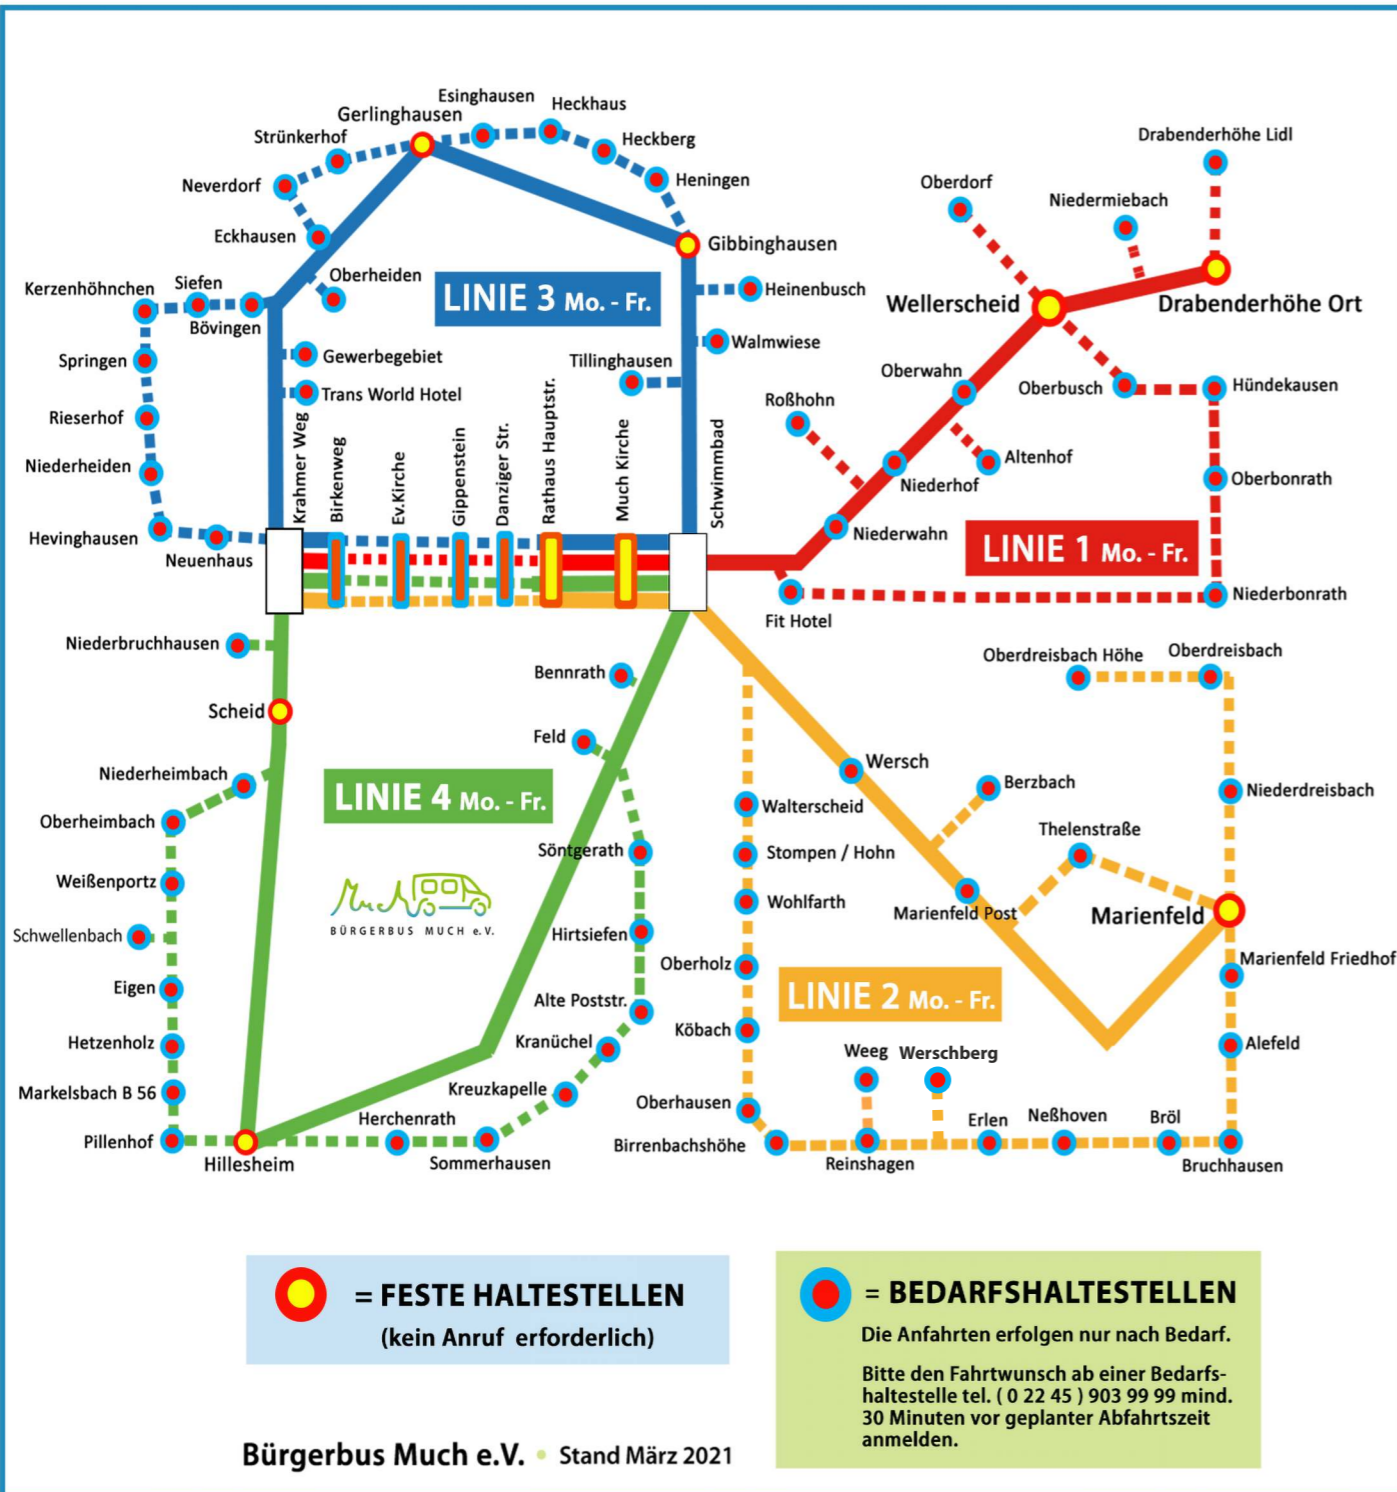 Esinghausen
Heckhaus
Gerlinghausen
Strünkerhof
Heckberg
Neverdorf
Heningen
Eckhausen
Gibbinghausen
Oberheiden
Siefen
Kerzenhöhnchen
Bövingen
LINIE 3 Mo. - Fr.
Heinenbusch
Walmwiese
Tillinghausen
Springen
Gewerbegebiet
Trans World Hotel
Rieserhof
Niederheiden
Hevinghausen
Neuenhaus
Krahmer Weg
Birkenweg
Ev.Kirche
Gippenstein
Danziger Str.
Rathaus Hauptstr.
Much Kirche
Schwimmbad
Drabenderhöhe Lidl
Oberdorf
Niedermiebach
Wellerscheid
Drabenderhöhe Ort
Oberwahn
Oberbusch
Hündekausen
Roßhohn
Altenhof
Oberbonrath
Niederhof
Niederwahn
LINIE 1 Mo. - Fr.
Niederbonrath
Fit Hotel
Niederbruchhausen
Scheid
Niederheimbach
Oberheimbach
Weißenportz
Schwellenbach
Eigen
Hetzenholz
Markelsbach B 56
Pillenhof
Hillesheim
Bennrath
Feld
LINIE 4 Mo. - Fr.
Much
BÜRGERBUS MUCH e.V.
Söntgerath
Hirtsiefen
Alte Poststr.
Kranüchel
Kreuzkapelle
Herchenrath
Sommerhausen
Oberdreisbach Höhe
Oberdreisbach
Wersch
Berzbach
Niederdreisbach
Walterscheid
Thelenstraße
Stompen / Hohn
Wohlfarth
Marienfeld Post
Marienfeld
Oberholz
Marienfeld Friedhof
LINIE 2 Mo. - Fr.
Köbach
Weeg
Werschberg
Alefeld
Oberhausen
Birrenbachshöhe
Reinshagen
Erlen
Neßhoven
Bröl
Bruchhausen
= FESTE HALTESTELLEN
(kein Anruf erforderlich)
= BEDARFSHALTESTELLEN
Die Anfahrten erfolgen nur nach Bedarf.
Bitte den Fahrtwunsch ab einer Bedarfs-
haltestelle tel. ( 0 22 45 ) 903 99 99 mind.
30 Minuten vor geplanter Abfahrtszeit
anmelden.
Bürgerbus Much e.V. • Stand März 2021